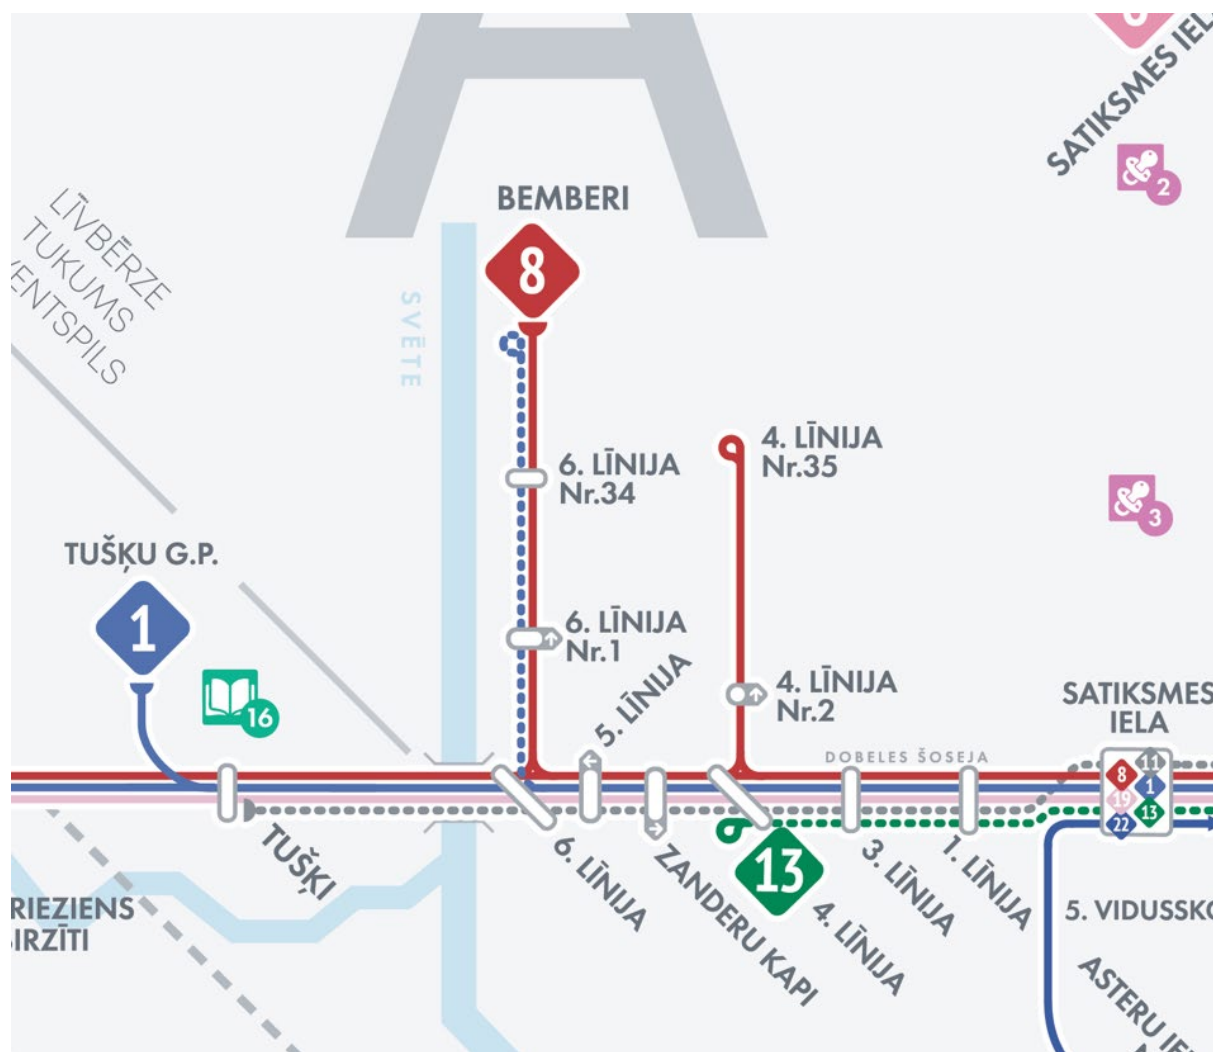 SATIKSMES IEL
2
BEMBERI
8
LĪVBĒRZE
TUKUMS
VENTSPILS
SVĒTE
6. LĪNIJA
Nr.34
4. LĪNIJA
Nr.35
3
TUŠĶU G.P.
1
16
6. LĪNIJA
Nr.1
5. LĪNIJA
4. LĪNIJA
Nr.2
SATIKSMES
IELA
DOBELES ŠOSEJA
8
11
1
19
13
22
TUŠĶI
6. LĪNIJA
ZANDERU KAPI
13
4. LĪNIJA
3. LĪNIJA
1. LĪNIJA
RIEZIENS
IRZĪTI
5. VIDUSSKO
ASTERU IE